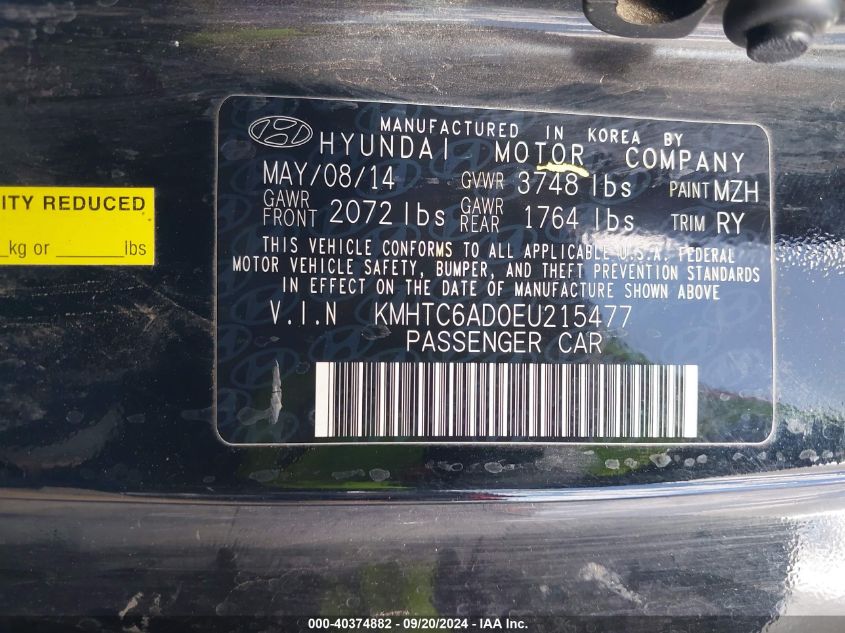 MANUFACTURED IN KOREA BY
HYUNDAI MOTOR COMPANY
MAY/08/14 GVWR 3748 lbs PAINT MZH
GAWR FRONT 2072 lbs GAWR REAR 1764 lbs TRIM RY
THIS VEHICLE CONFORMS TO ALL APPLICABLE U.S.A. FEDERAL
MOTOR VEHICLE SAFETY, BUMPER, AND THEFT PREVENTION STANDARDS
IN EFFECT ON THE DATE OF MANUFACTURE SHOWN ABOVE
V.I.N KMHTC6AD0EU215477
PASSENGER CAR
ITY REDUCED
_kg or ______lbs
000-40374882 - 09/20/2024 - IAA Inc.